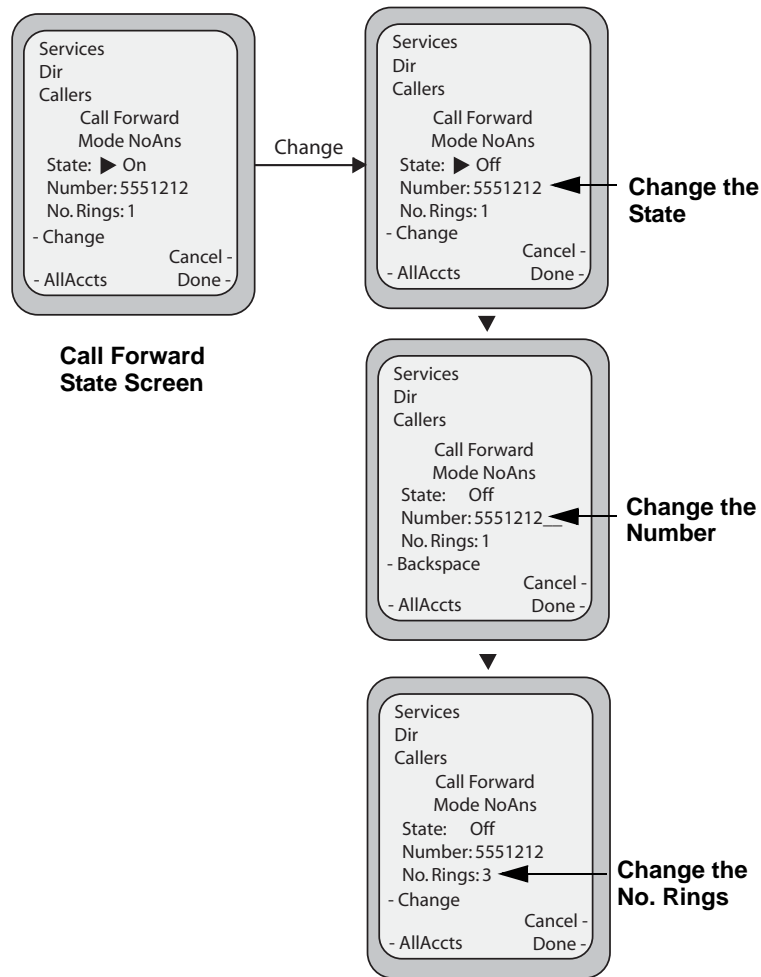 Services
Dir
Callers
Call Forward
Mode NoAns
State: ▶ On
Number: 5551212
No. Rings: 1
- Change
Cancel -
- AllAccts Done -
Call Forward
State Screen
Change
Services
Dir
Callers
Call Forward
Mode NoAns
State: ▶ Off
Number: 5551212
No. Rings: 1
- Change
Cancel -
- AllAccts Done -
Change the
State
Services
Dir
Callers
Call Forward
Mode NoAns
State: Off
Number: 5551212__
No. Rings: 1
- Backspace
Cancel -
- AllAccts Done -
Change the
Number
Services
Dir
Callers
Call Forward
Mode NoAns
State: Off
Number: 5551212
No. Rings: 3
- Change
Cancel -
- AllAccts Done -
Change the
No. Rings